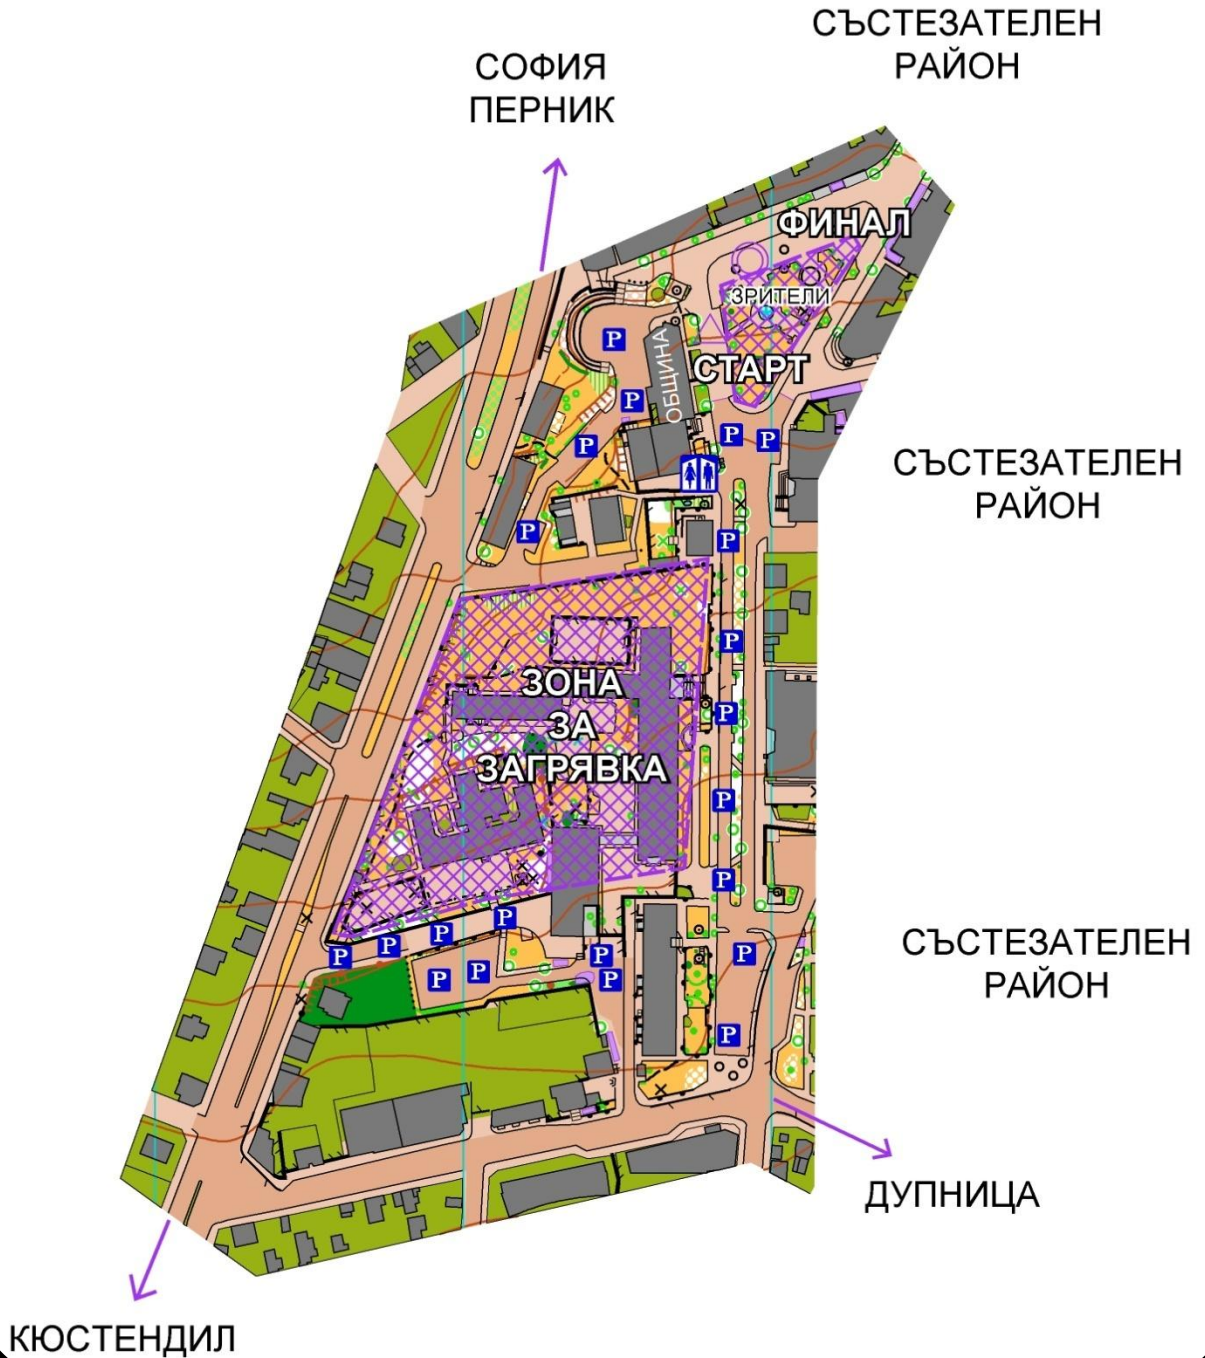 СЪСТЕЗАТЕЛЕН
РАЙОН
СОФИЯ
ПЕРНИК
ФИНАЛ
ЗРИТЕЛИ
P
ОБЩИНА
СТАРТ
P
P
P
P
СЪСТЕЗАТЕЛЕН
РАЙОН
P
P
P
ЗОНА
ЗА
ЗАГРЯВКА
P
P
P
P
P
P
P
СЪСТЕЗАТЕЛЕН
РАЙОН
P
P
P
P
P
P
ДУПНИЦА
КЮСТЕНДИЛ